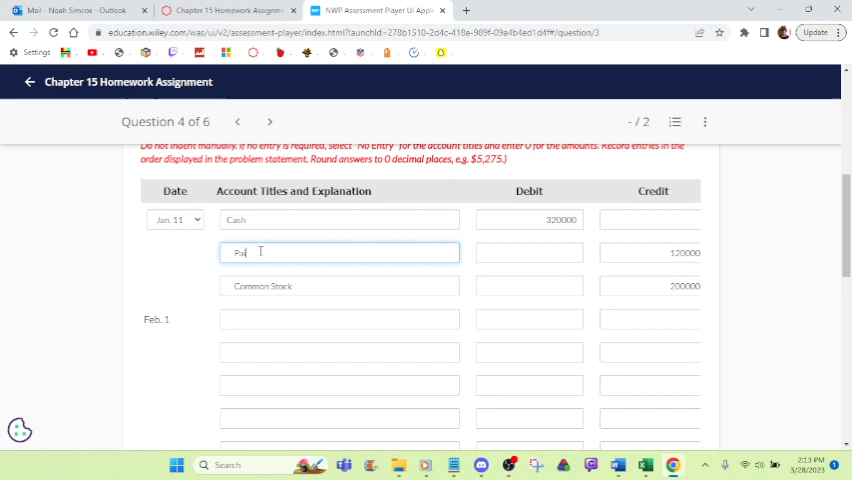 Mail - Noah Simcox - Outlook
Chapter 15 Homework Assignm
NWP Assessment Player UI Appli
education.wiley.com/was/ui/v2/assessment-player/index.html?launchId=278b1510-2d4c-418e-989f-09a4b4ed1d4f#/question/3
Update
Settings
Chapter 15 Homework Assignment
Question 4 of 6
- / 2
Do not indent manually. If no entry is required, select "No Entry" for the account titles and enter 0 for the amounts. Record entries in the
order displayed in the problem statement. Round answers to 0 decimal places, e.g. $5,275.)
Date
Account Titles and Explanation
Debit
Credit
Jan. 11
Cash
320000
Pai
120000
Common Stock
200000
Feb. 1
Search
2:13 PM
3/28/2023